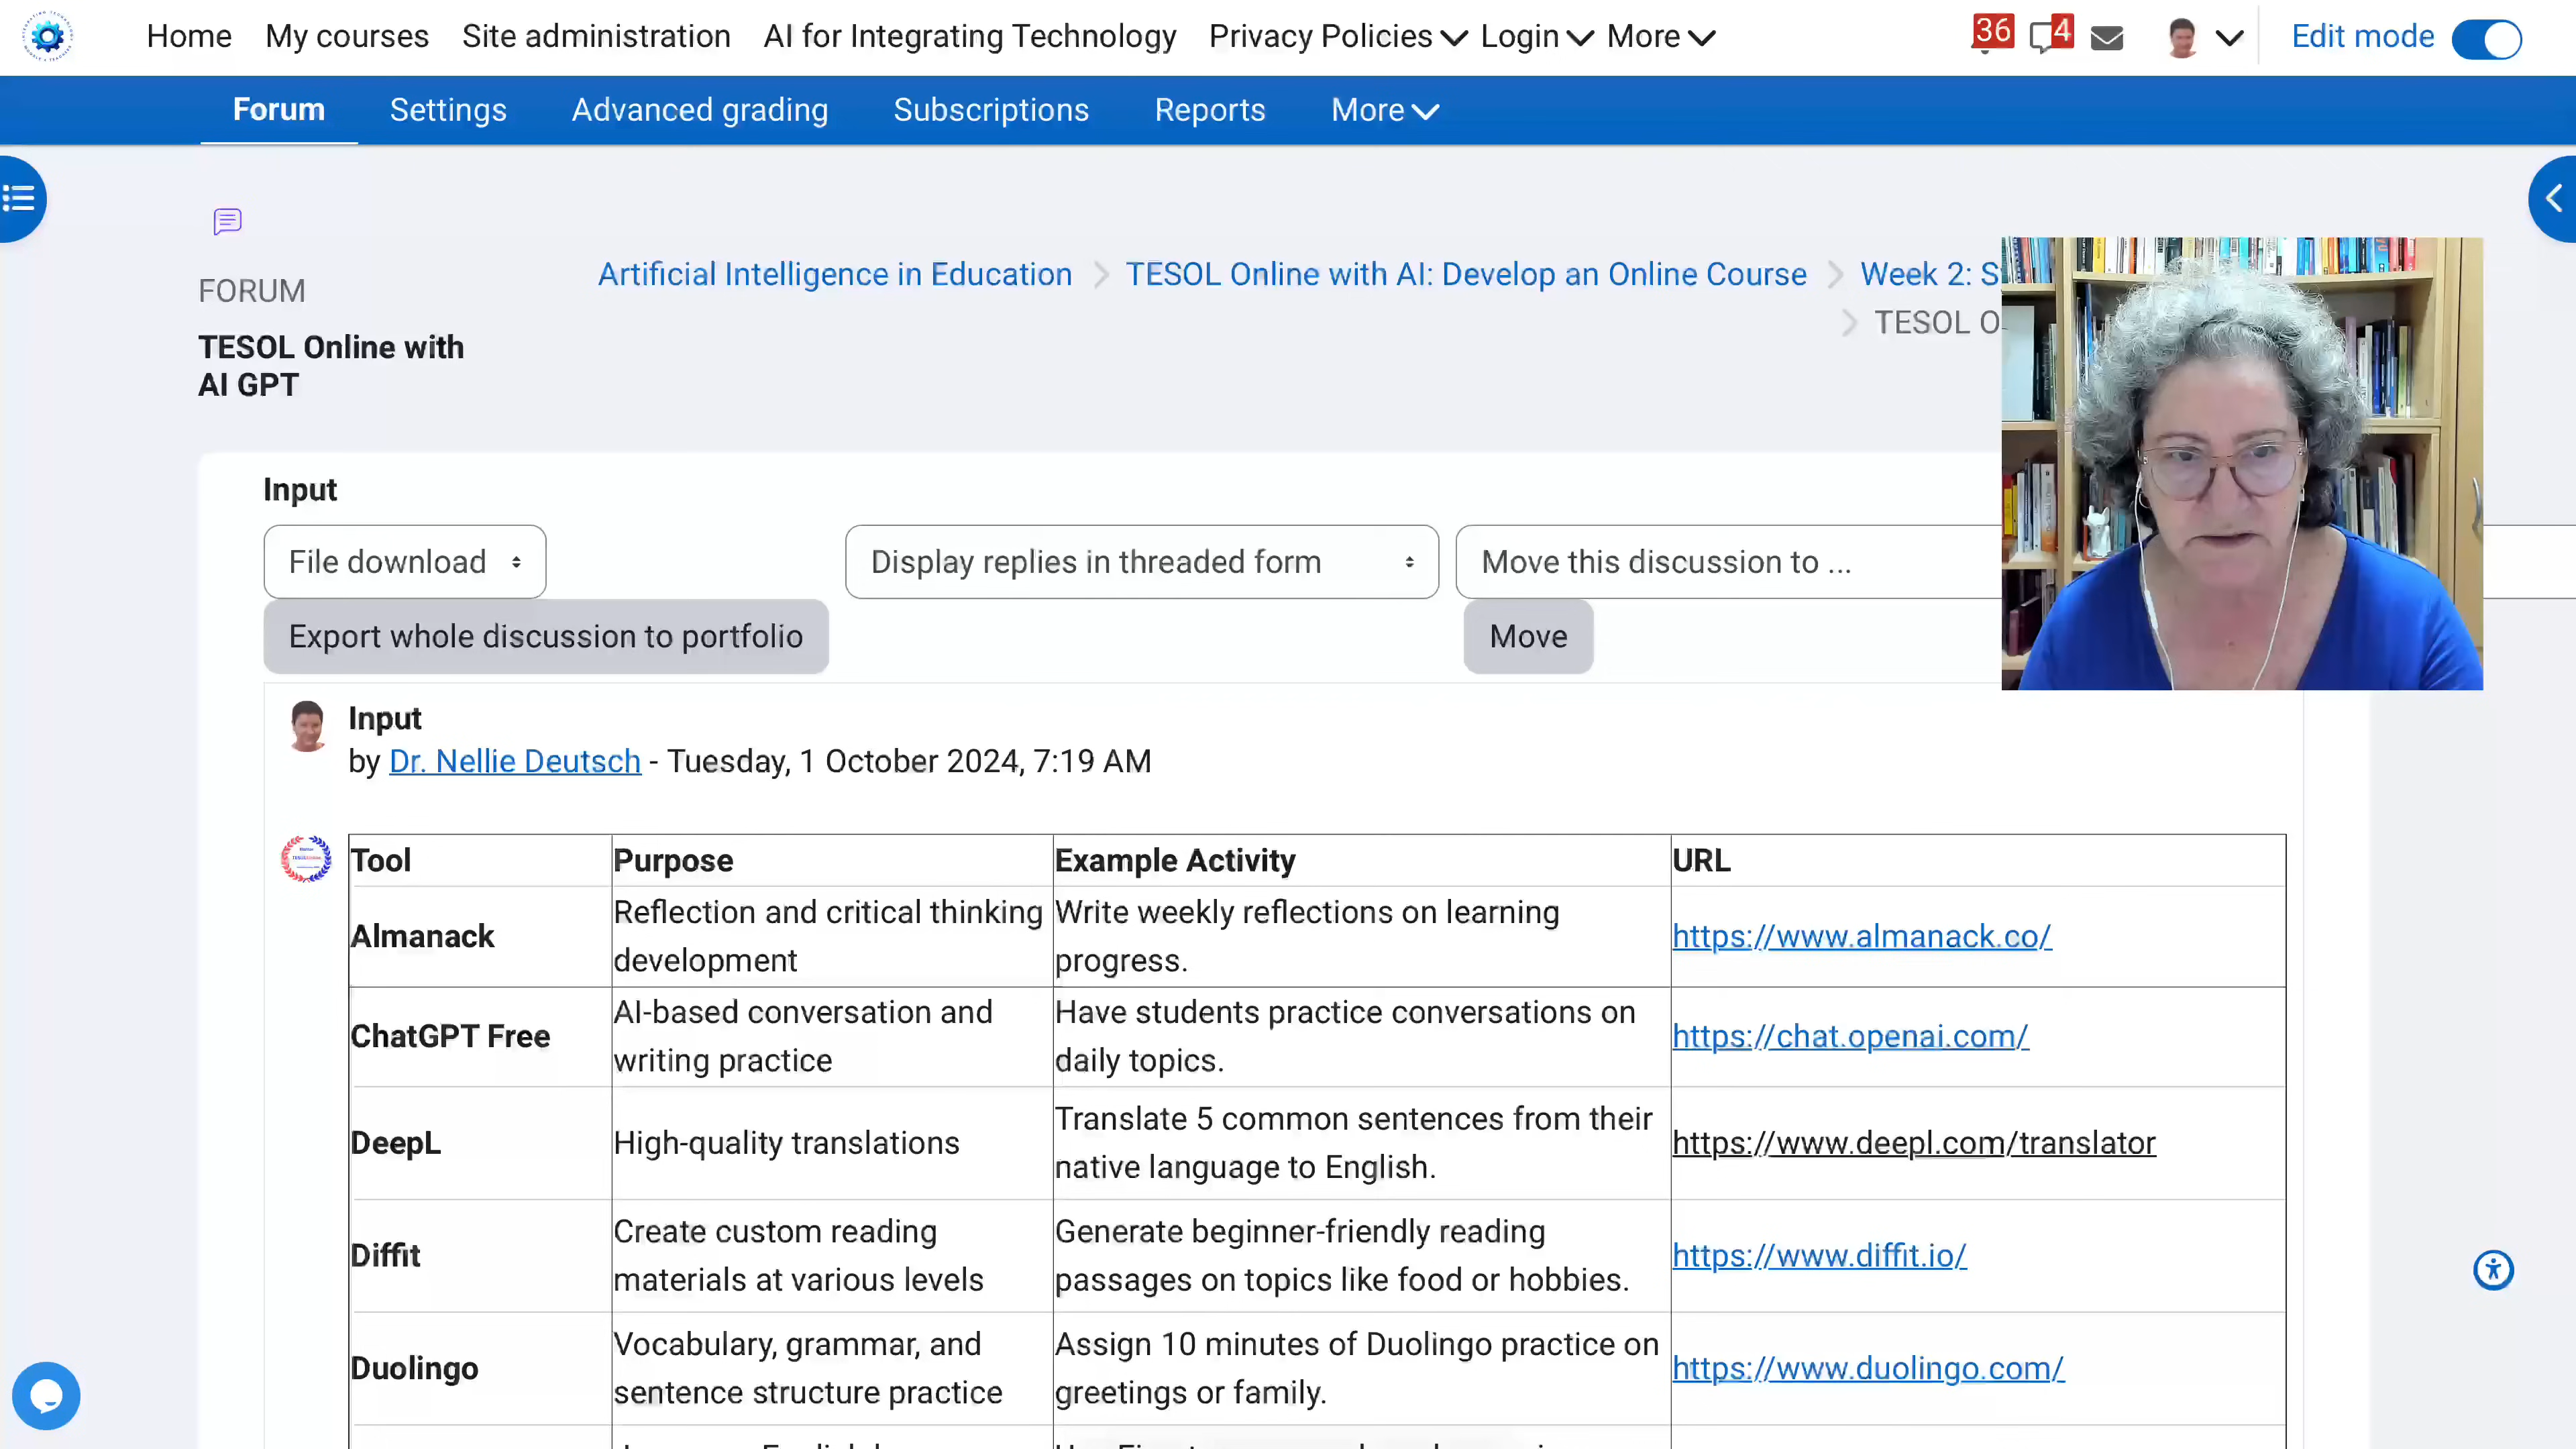 Home My courses Site administration AI for Integrating Technology Privacy Policies Login More 36 4 Edit mode
Forum Settings Advanced grading Subscriptions Reports More
Artificial Intelligence in Education TESOL Online with AI: Develop an Online Course Week 2: S
FORUM
TESOL O
TESOL Online with
AI GPT
Input
File download Display replies in threaded form Move this discussion to ...
Export whole discussion to portfolio Move
Input
by Dr. Nellie Deutsch - Tuesday, 1 October 2024, 7:19 AM
Tool Purpose Example Activity URL
Reflection and critical thinking Write weekly reflections on learning
Almanack https://www.almanack.co/
development progress.
AI-based conversation and Have students practice conversations on
ChatGPT Free https://chat.openai.com/
writing practice daily topics.
Translate 5 common sentences from their
DeepL High-quality translations https://www.deepl.com/translator
native language to English.
Create custom reading Generate beginner-friendly reading
Diffit https://www.diffit.io/
materials at various levels passages on topics like food or hobbies.
Vocabulary, grammar, and Assign 10 minutes of Duolingo practice on
Duolingo https://www.duolingo.com/
sentence structure practice greetings or family.